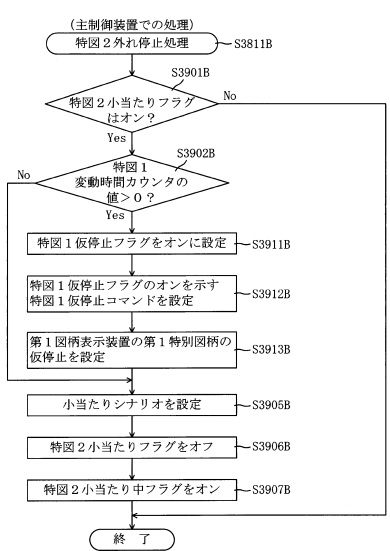 (主制御装置での処理)
特図2外れ停止処理
S3811B
S3901B
特図2小当たりフラグ
はオン?
No
Yes
S3902B
特図1
変動時間カウンタの
値>0?
No
Yes
特図1仮停止フラグをオンに設定
S3911B
特図1仮停止フラグのオンを示す
特図1仮停止コマンドを設定
S3912B
第1図柄表示装置の第1特別図柄の
仮停止を設定
S3913B
小当たりシナリオを設定
S3905B
特図2小当たりフラグをオフ
S3906B
特図2小当たり中フラグをオン
S3907B
終 了